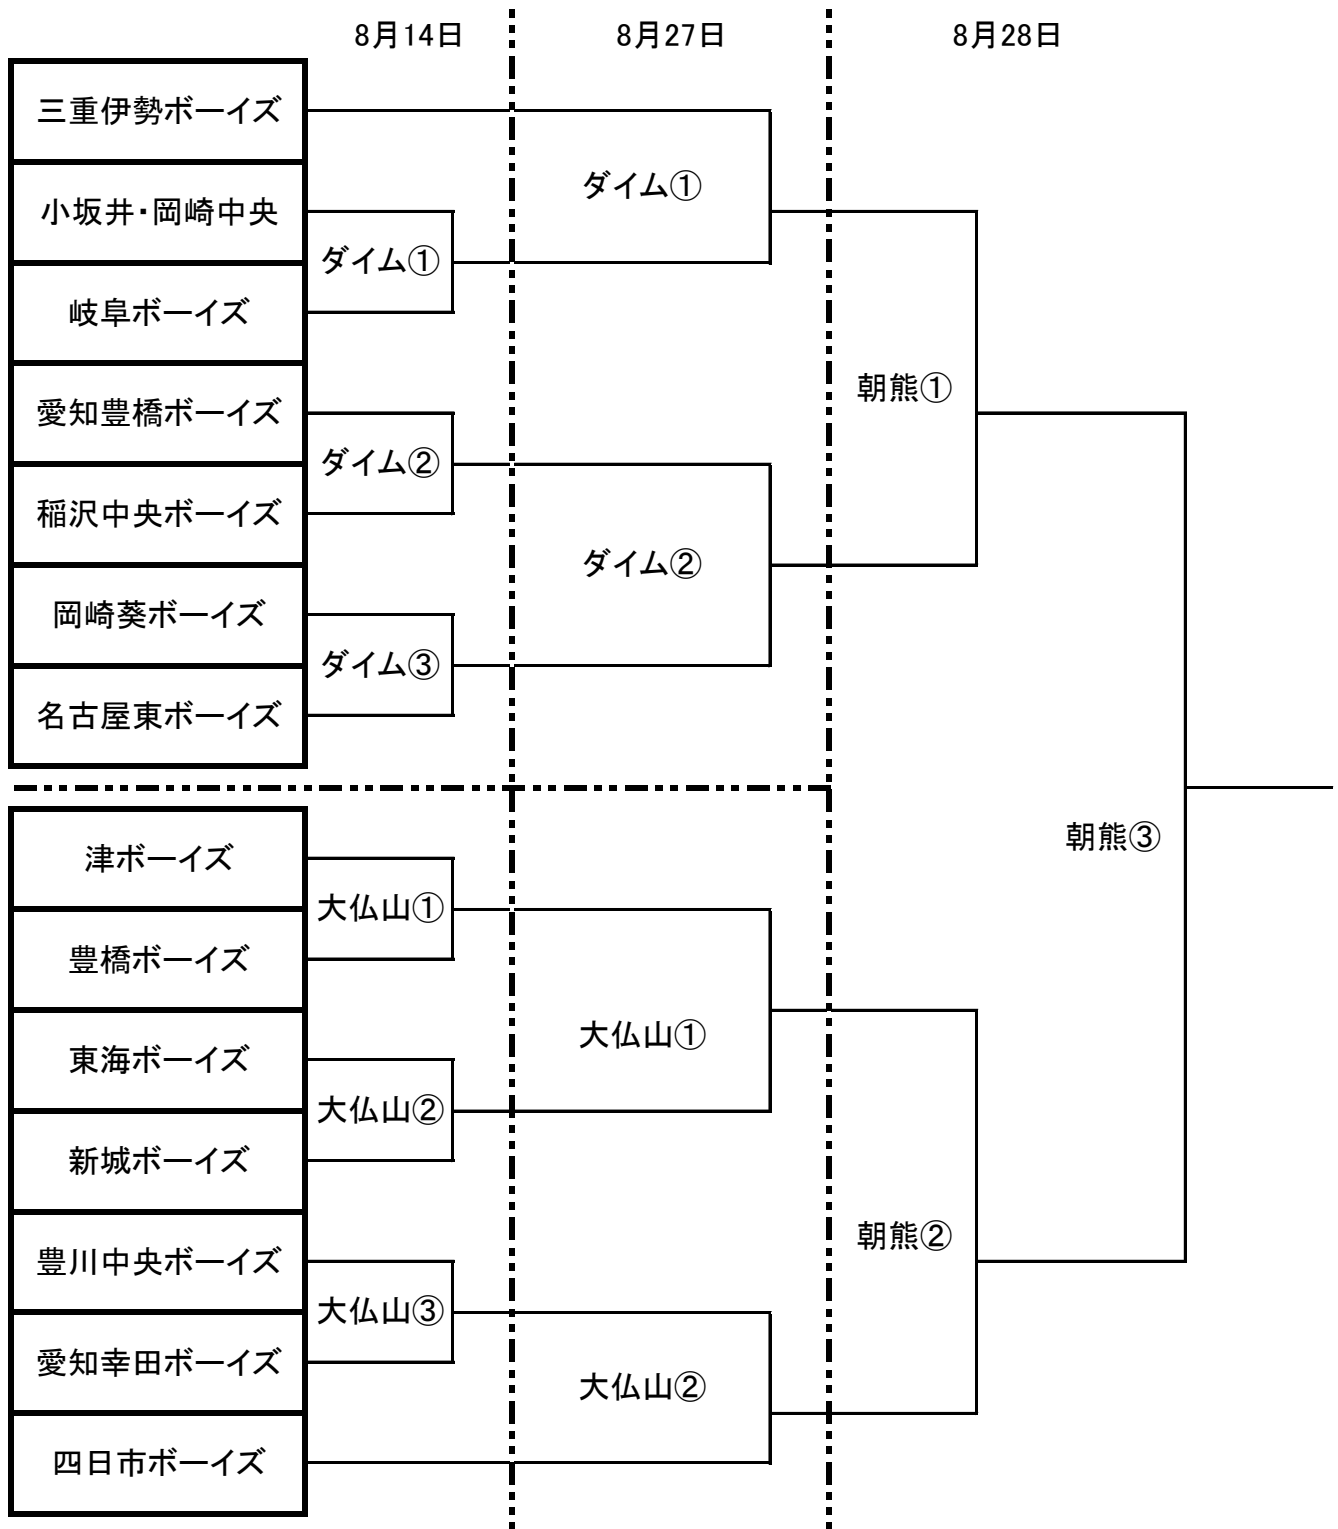 8月14日
8月27日
8月28日
三重伊勢ボーイズ
小坂井・岡崎中央
岐阜ボーイズ
愛知豊橋ボーイズ
稲沢中央ボーイズ
岡崎葵ボーイズ
名古屋東ボーイズ
ダイム①
ダイム②
ダイム③
ダイム①
ダイム②
朝熊①
津ボーイズ
豊橋ボーイズ
東海ボーイズ
新城ボーイズ
豊川中央ボーイズ
愛知幸田ボーイズ
四日市ボーイズ
大仏山①
大仏山②
大仏山③
大仏山①
大仏山②
朝熊②
朝熊③